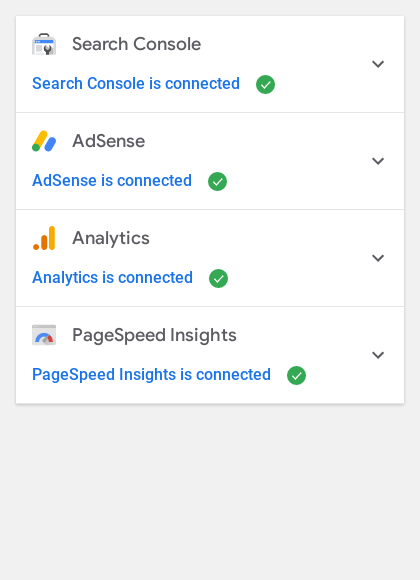 Search Console
Search Console is connected
AdSense
AdSense is connected
Analytics
Analytics is connected
PageSpeed Insights
PageSpeed Insights is connected